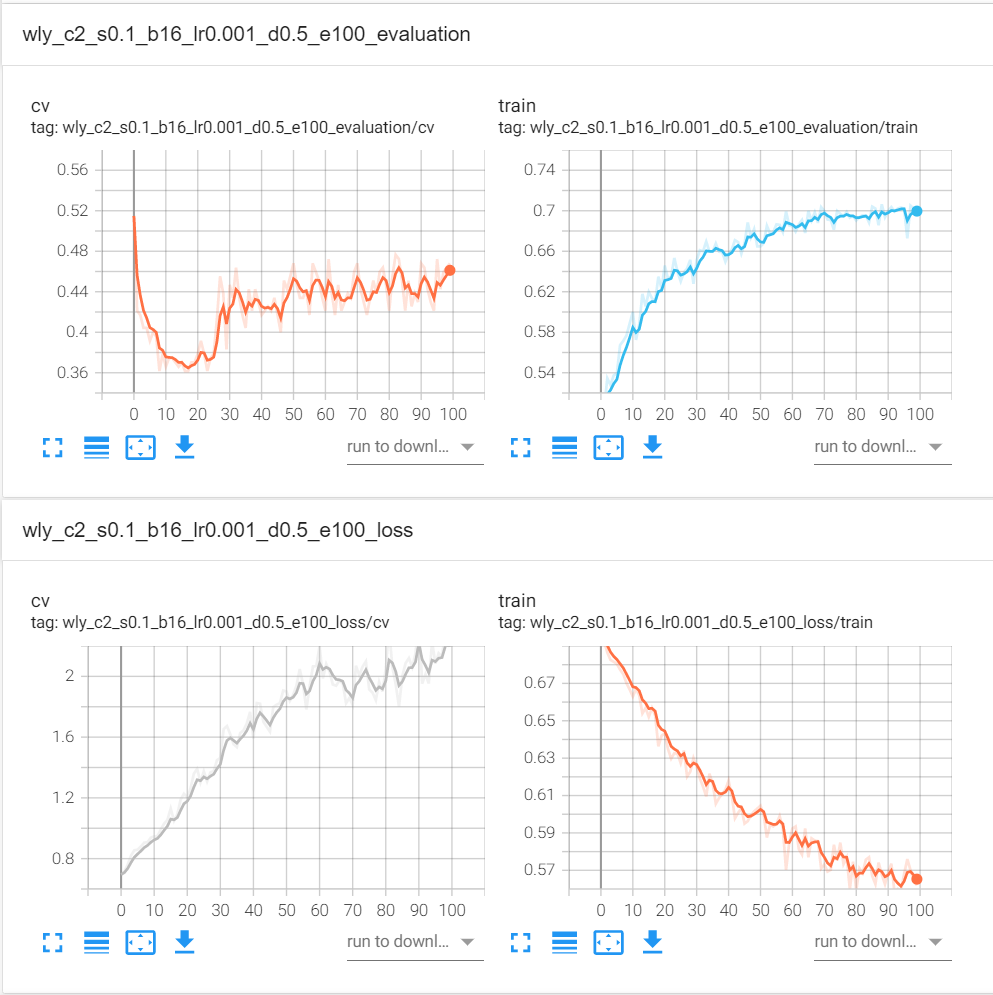 wly_c2_s0.1_b16_lr0.001_d0.5_e100_evaluation
cv
tag: wly_c2_s0.1_b16_lr0.001_d0.5_e100_evaluation/cv
0.56
0.52
0.48
0.44
0.4
0.36
0 10 20 30 40 50 60 70 80 90 100
run to downl...
train
tag: wly_c2_s0.1_b16_lr0.001_d0.5_e100_evaluation/train
0.74
0.7
0.66
0.62
0.58
0.54
0 10 20 30 40 50 60 70 80 90 100
run to downl...
wly_c2_s0.1_b16_lr0.001_d0.5_e100_loss
cv
tag: wly_c2_s0.1_b16_lr0.001_d0.5_e100_loss/cv
2
1.6
1.2
0.8
0 10 20 30 40 50 60 70 80 90 100
run to downl...
train
tag: wly_c2_s0.1_b16_lr0.001_d0.5_e100_loss/train
0.67
0.65
0.63
0.61
0.59
0.57
0 10 20 30 40 50 60 70 80 90 100
run to downl...